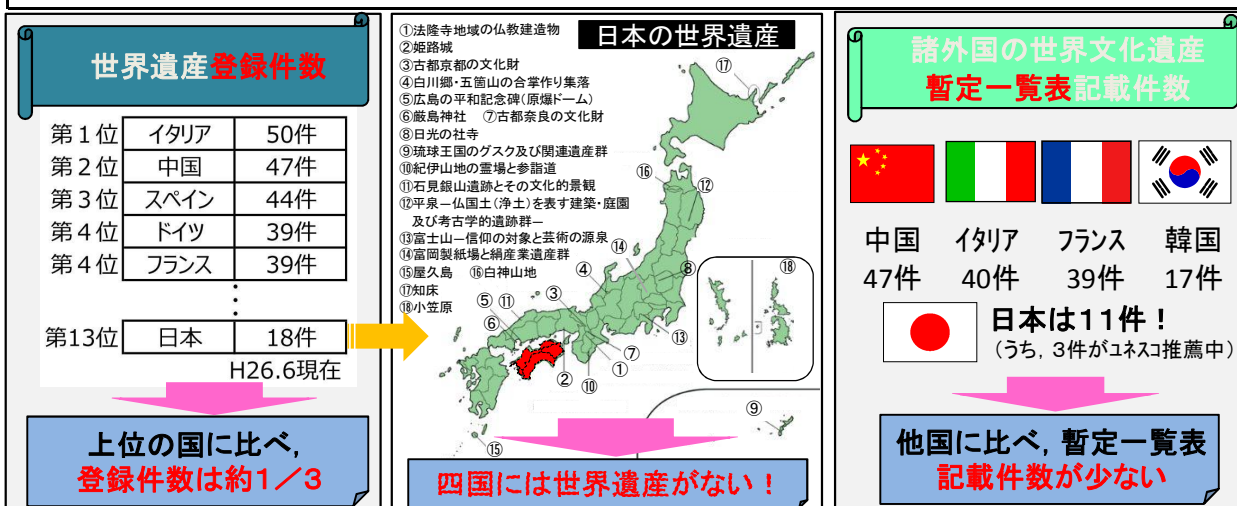 世界遺産登録件数
第1位 イタリア 50件
第2位 中国 47件
第3位 スペイン 44件
第4位 ドイツ 39件
第4位 フランス 39件
⋮
第13位 日本 18件
H26.6現在
上位の国に比べ,
登録件数は約1/3
日本の世界遺産
①法隆寺地域の仏教建造物
②姫路城
③古都京都の文化財
④白川郷・五箇山の合掌作り集落
⑤広島の平和記念碑(原爆ドーム)
⑥厳島神社 ⑦古都奈良の文化財
⑧日光の社寺
⑨琉球王国のグスク及び関連遺産群
⑩紀伊山地の霊場と参詣道
⑪石見銀山遺跡とその文化的景観
⑫平泉―仏国土(浄土)を表す建築・庭園
及び考古学的遺跡群―
⑬富士山―信仰の対象と芸術の源泉
⑭富岡製紙場と絹産業遺産群
⑮屋久島 ⑯白神山地
⑰知床
⑱小笠原
⑰
⑯
⑫
⑭
④
⑧
⑱
③
⑤
⑪
⑥
⑬
⑦
①
②
⑩
⑨
⑮
四国には世界遺産がない!
諸外国の世界文化遺産
暫定一覧表記載件数
中国 イタリア フランス 韓国
47件 40件 39件 17件
日本は11件!
(うち,3件がユネスコ推薦中)
他国に比べ,暫定一覧表
記載件数が少ない